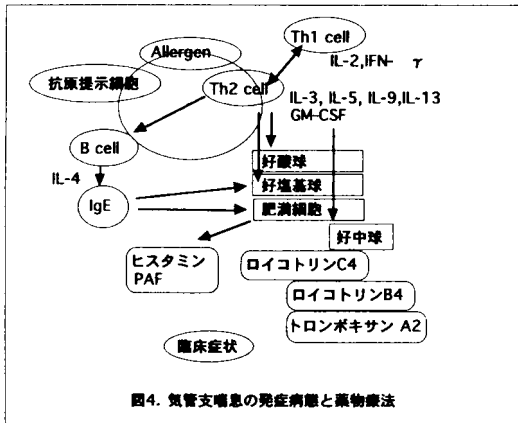 Th1 cell
IL-2,iFN- γ
Allergen
抗原提示細胞
Th2 cell
IL-3, IL-5, IL-9,IL-13
GM-CSF
B cell
IL-4
IgE
好酸球
好塩基球
肥満細胞
好中球
ヒスタミン
PAF
ロイコトリンC4
ロイコトリンB4
トロンボキサン A2
臨床症状
図4. 気管支喘息の発症病態と薬物療法